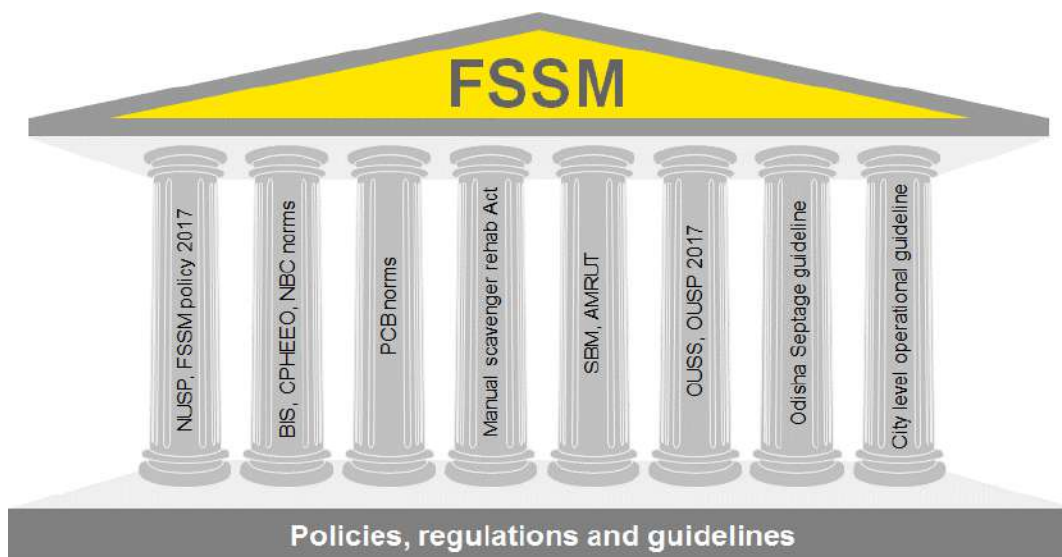 FSSM
NUSP, FSSM policy 2017
BIS, CPHEEO, NBC norms
PCB norms
Manual scavenger rehab Act
SBM, AMRUT
OUSS, OUSP 2017
Odisha Septage guideline
City level operational guideline
Policies, regulations and guidelines